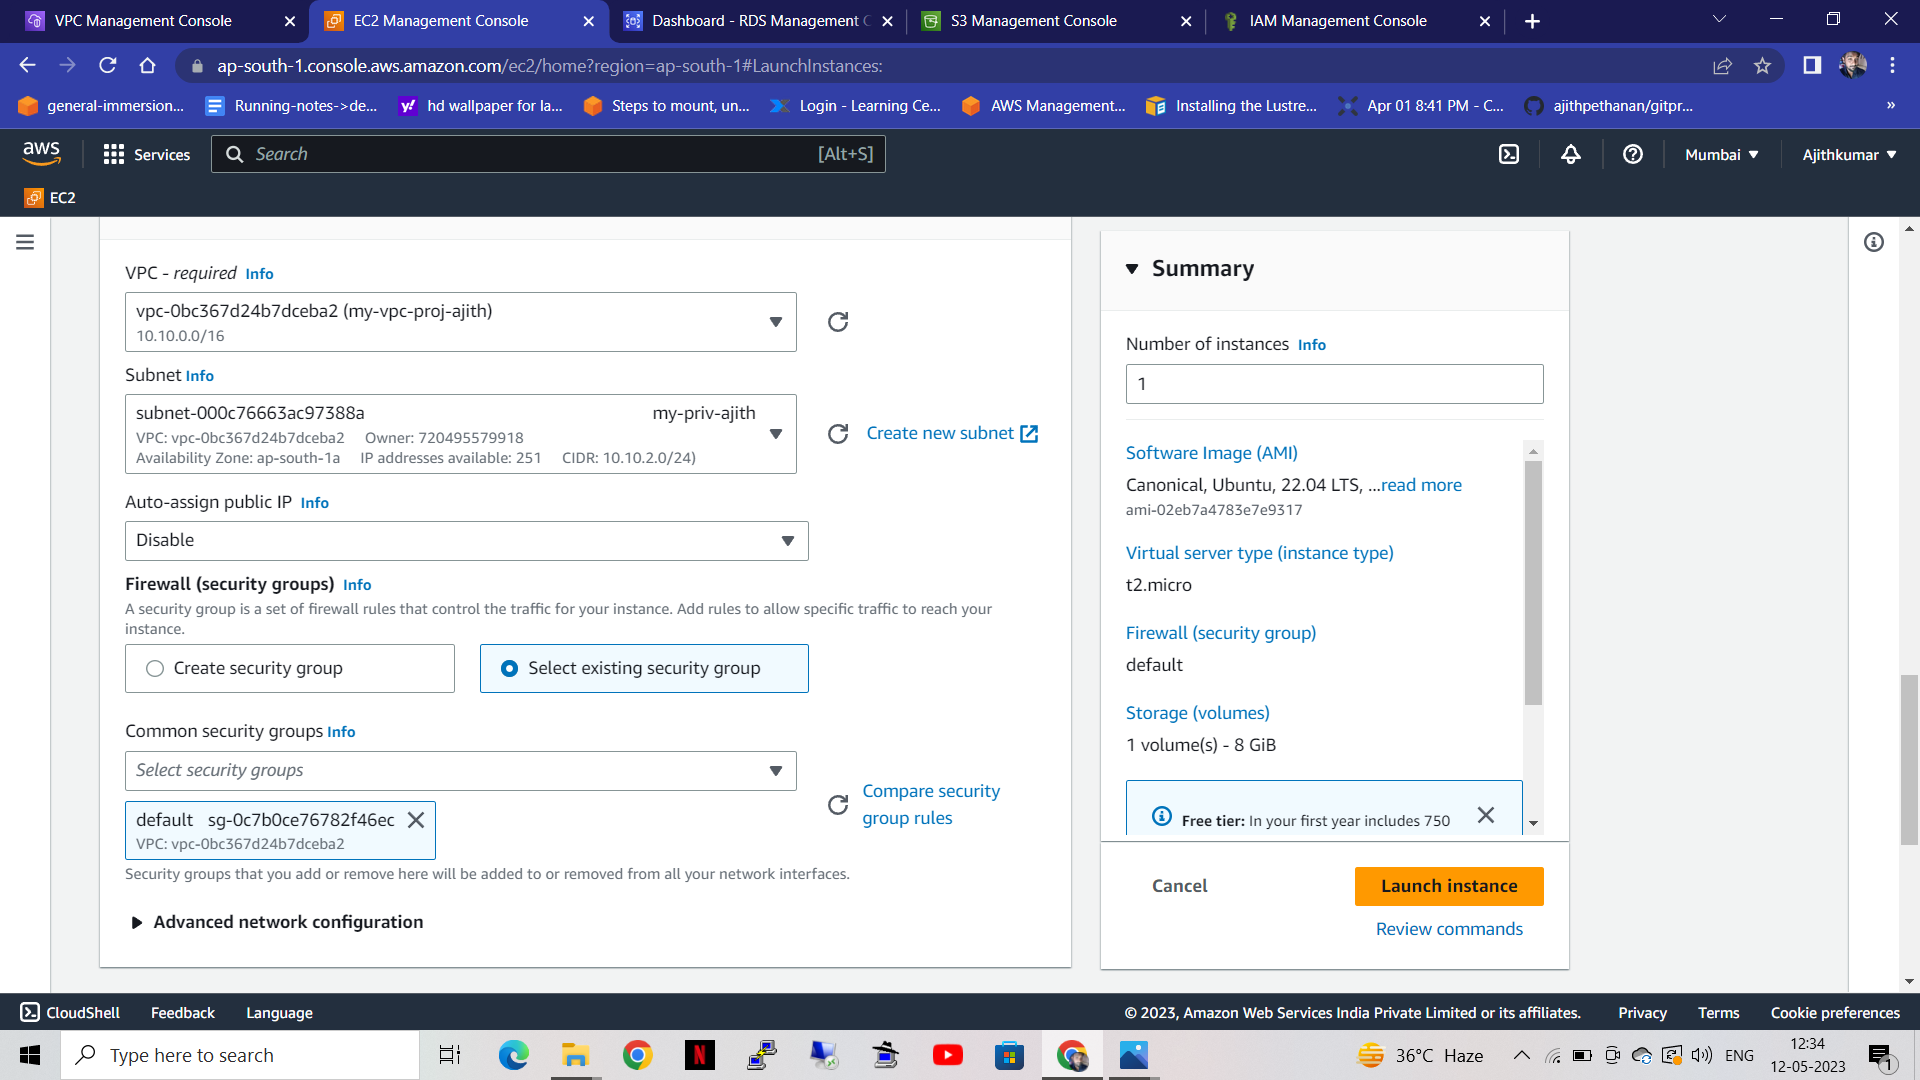 VPC Management Console
EC2 Management Console
Dashboard - RDS Management C
S3 Management Console
IAM Management Console
ap-south-1.console.aws.amazon.com/ec2/home?region=ap-south-1#LaunchInstances:
general-immersion...
Running-notes->de...
hd wallpaper for la...
Steps to mount, un...
Login - Learning Ce...
AWS Management...
Installing the Lustre...
Apr 01 8:41 PM - C...
ajithpethanan/gitpr...
»
aws
Services
Search
[Alt+S]
Mumbai
Ajithkumar
EC2
VPC - required Info
vpc-0bc367d24b7dceba2 (my-vpc-proj-ajith)
10.10.0.0/16
Subnet Info
subnet-000c76663ac97388a my-priv-ajith
VPC: vpc-0bc367d24b7dceba2 Owner: 720495579918
Availability Zone: ap-south-1a IP addresses available: 251 CIDR: 10.10.2.0/24)
Create new subnet
Auto-assign public IP Info
Disable
Firewall (security groups) Info
A security group is a set of firewall rules that control the traffic for your instance. Add rules to allow specific traffic to reach your
instance.
Create security group
Select existing security group
Common security groups Info
Select security groups
default sg-0c7b0ce76782f46ec
VPC: vpc-0bc367d24b7dceba2
Compare security
group rules
Security groups that you add or remove here will be added to or removed from all your network interfaces.
Advanced network configuration
Summary
Number of instances Info
1
Software Image (AMI)
Canonical, Ubuntu, 22.04 LTS, ...read more
ami-02eb7a4783e7e9317
Virtual server type (instance type)
t2.micro
Firewall (security group)
default
Storage (volumes)
1 volume(s) - 8 GiB
Free tier: In your first year includes 750
Cancel
Launch instance
Review commands
CloudShell
Feedback
Language
© 2023, Amazon Web Services India Private Limited or its affiliates.
Privacy
Terms
Cookie preferences
Type here to search
36°C Haze
ENG
12:34
12-05-2023
1